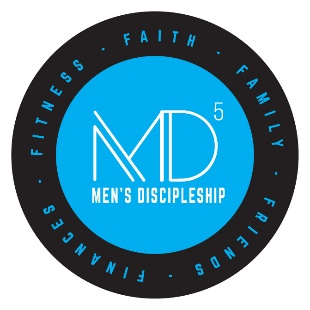 FITNESS - FAITH - FAMILY - FRIENDS - FINANCES -
MD5
MEN'S DISCIPLESHIP